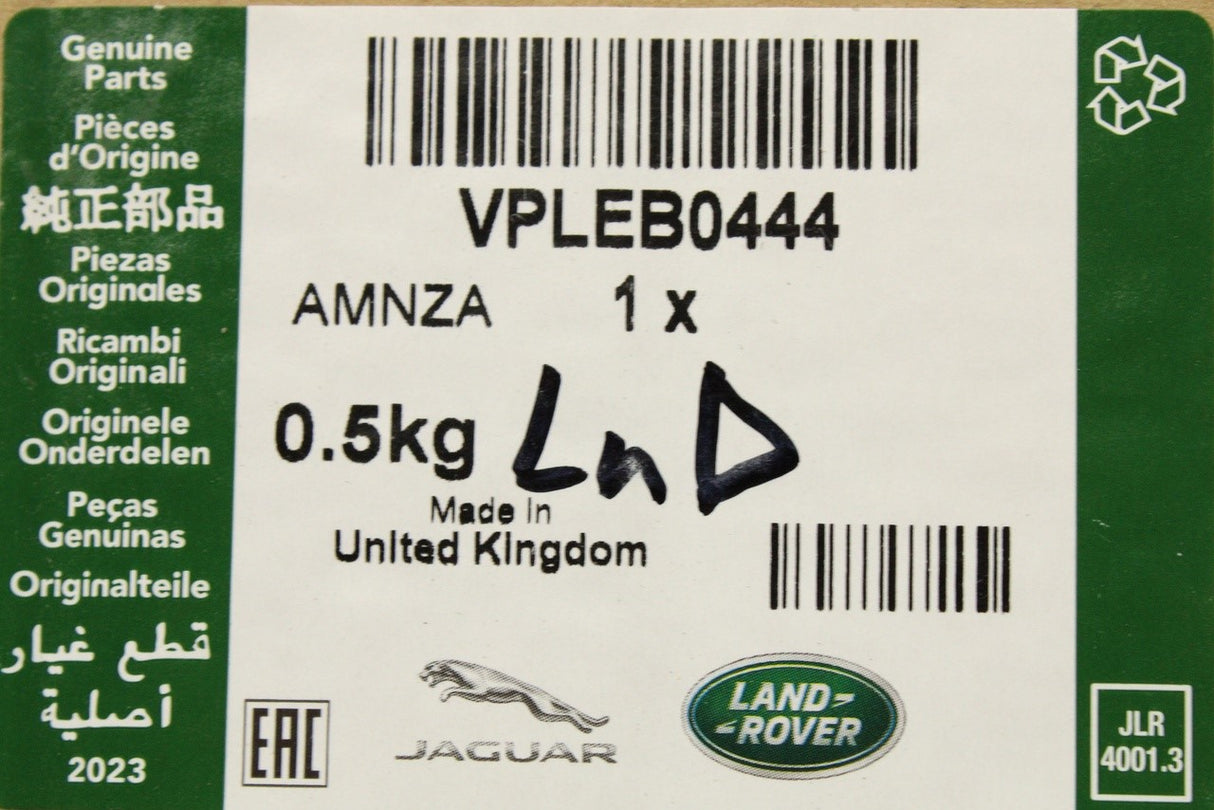 Genuine
Parts
Pièces
d'Origine
純正部品
Piezas
Originales
Ricambi
Originali
Originele
Onderdelen
Peças
Genuinas
Originalteile
قطع غيار
أصلية
2023
VPLEB0444
AMNZA 1 x
0.5kg LnD
Made In
United Kingdom
EAC
JAGUAR
LAND-
-ROVER
JLR
4001.3